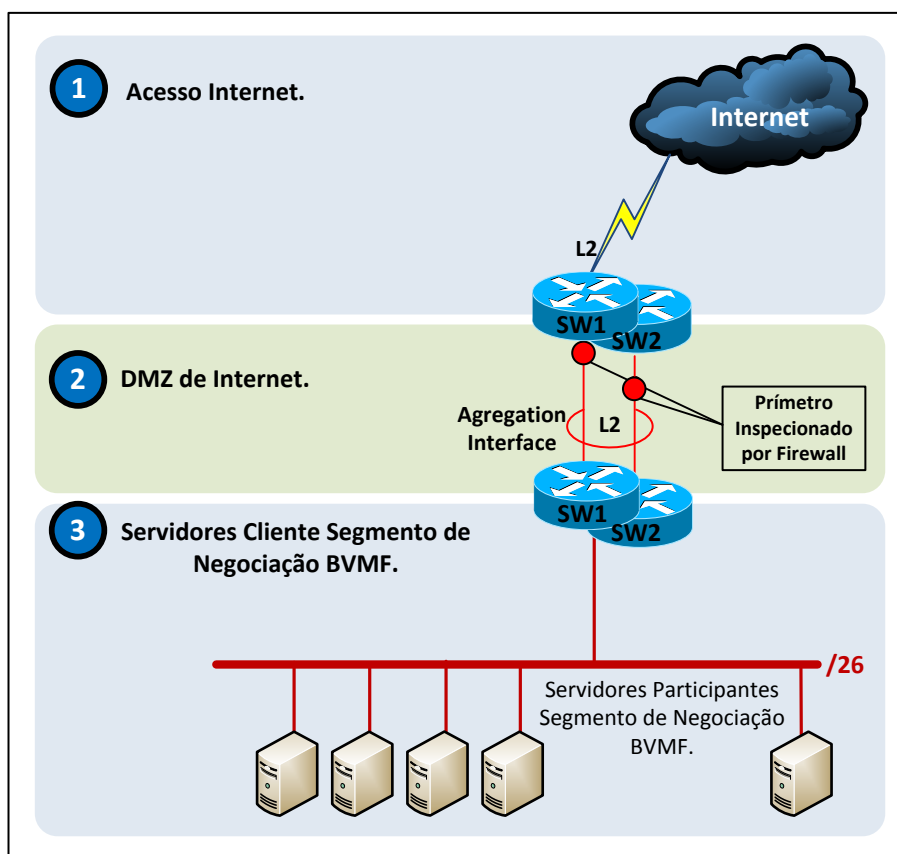 1
Acesso Internet.
Internet
L2
SW1
SW2
2
DMZ de Internet.
Agregation
Interface
L2
Prímetro
Inspecionado
por Firewall
SW1
SW2
3
Servidores Cliente Segmento de
Negociação BVMF.
/26
Servidores Participantes
Segmento de Negociação
BVMF.